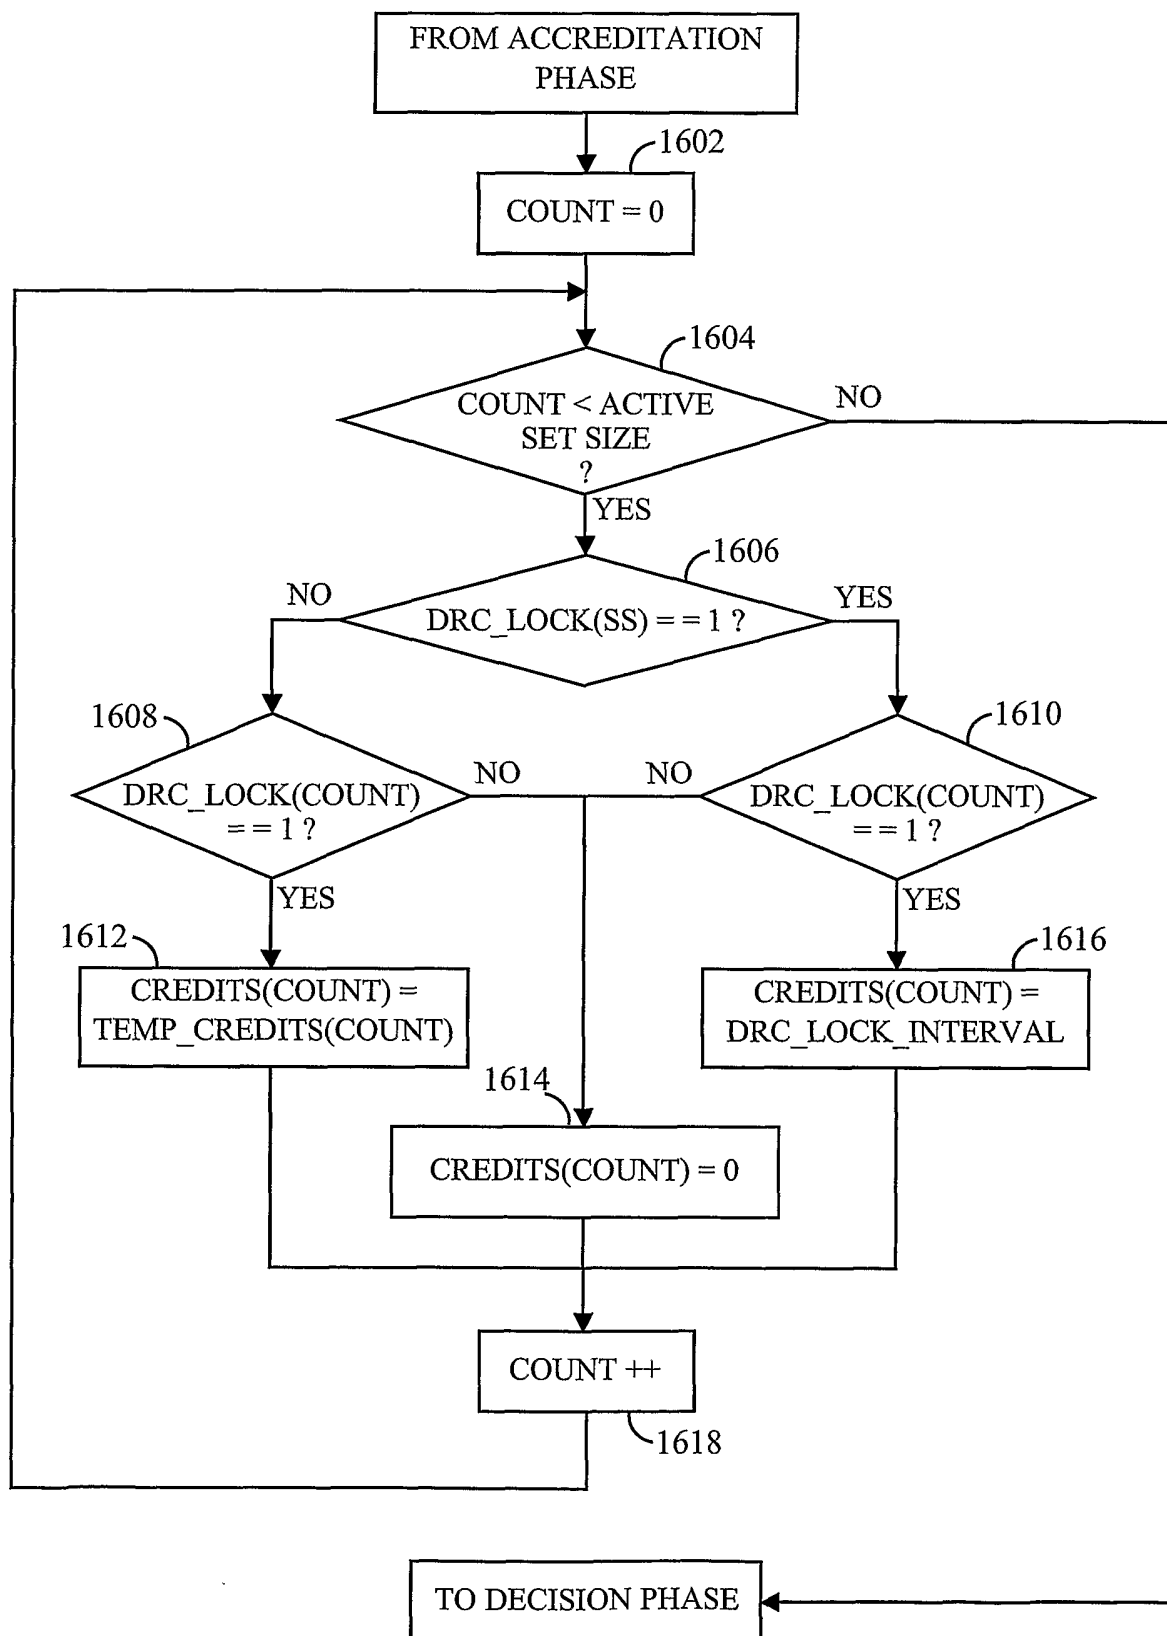 FROM ACCREDITATION
PHASE
1602
COUNT = 0
1604
COUNT < ACTIVE
SET SIZE
?
NO
YES
1606
NO
DRC_LOCK(SS) = = 1 ?
YES
1608
1610
DRC_LOCK(COUNT)
= = 1 ?
NO
NO
DRC_LOCK(COUNT)
= = 1 ?
YES
YES
1612
1616
CREDITS(COUNT) =
TEMP_CREDITS(COUNT)
CREDITS(COUNT) =
DRC_LOCK_INTERVAL
1614
CREDITS(COUNT) = 0
COUNT ++
1618
TO DECISION PHASE